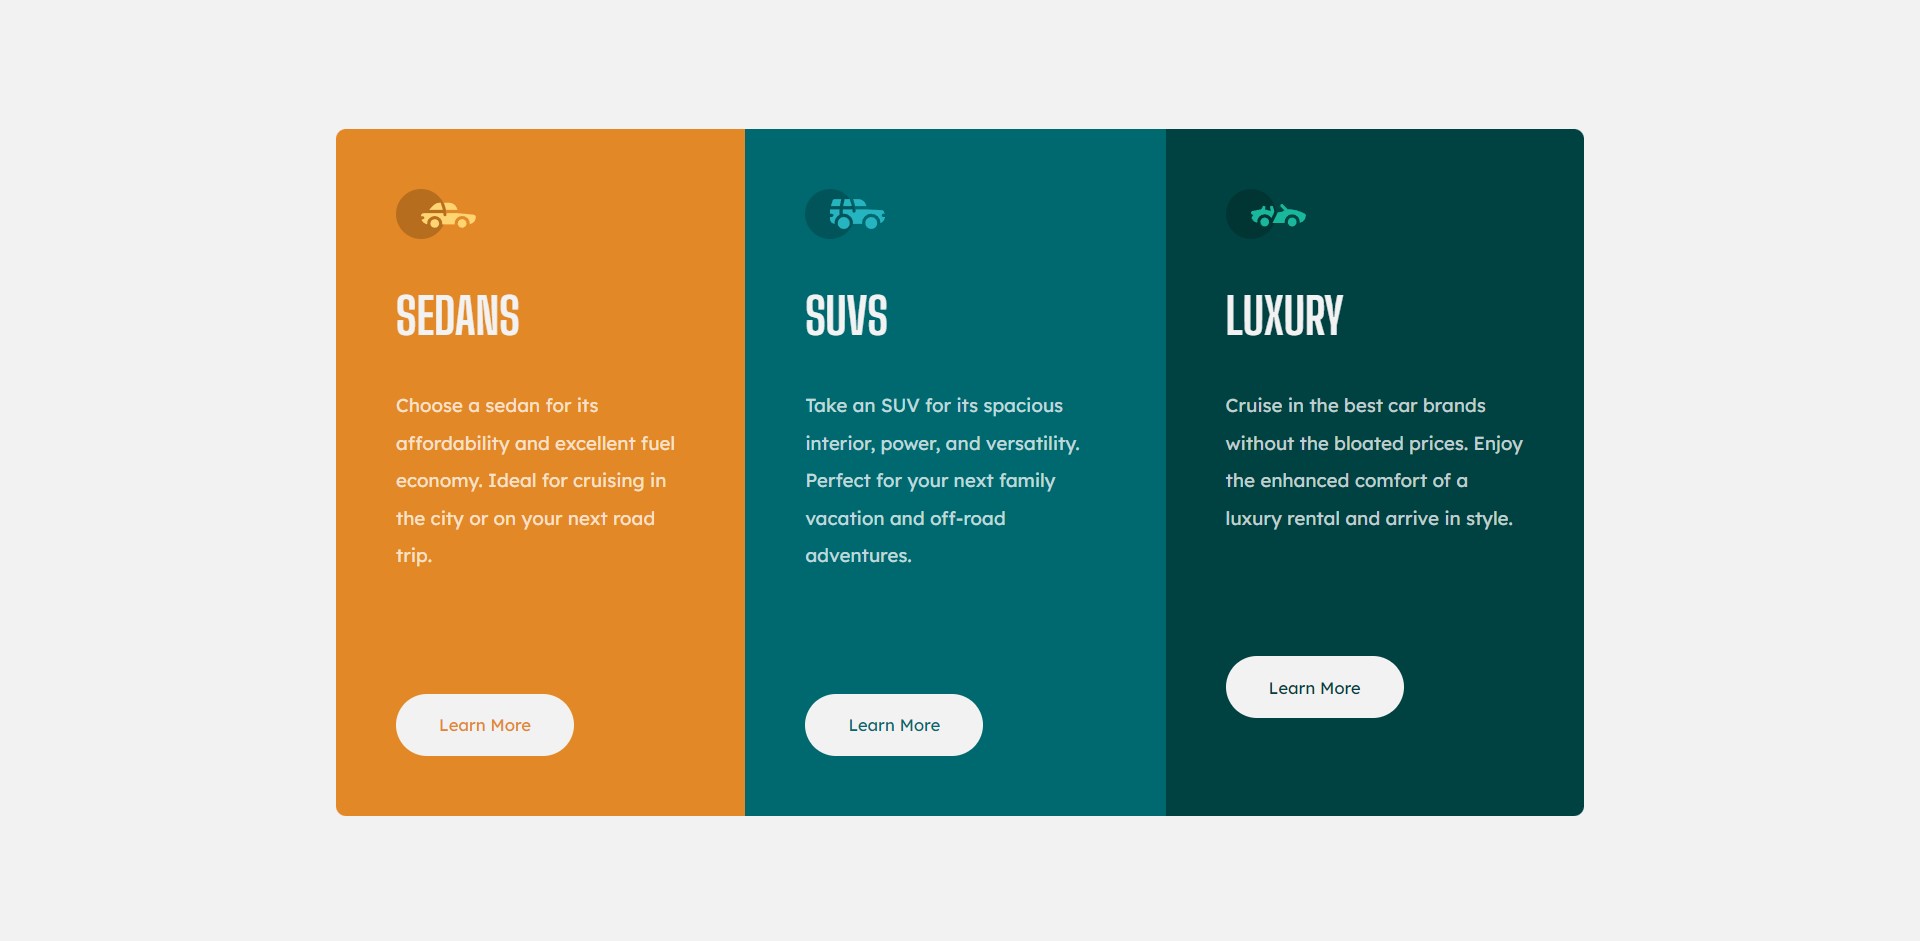 SEDANS
Choose a sedan for its
affordability and excellent fuel
economy. Ideal for cruising in
the city or on your next road
trip.
Learn More
SUVS
Take an SUV for its spacious
interior, power, and versatility.
Perfect for your next family
vacation and off-road
adventures.
Learn More
LUXURY
Cruise in the best car brands
without the bloated prices. Enjoy
the enhanced comfort of a
luxury rental and arrive in style.
Learn More